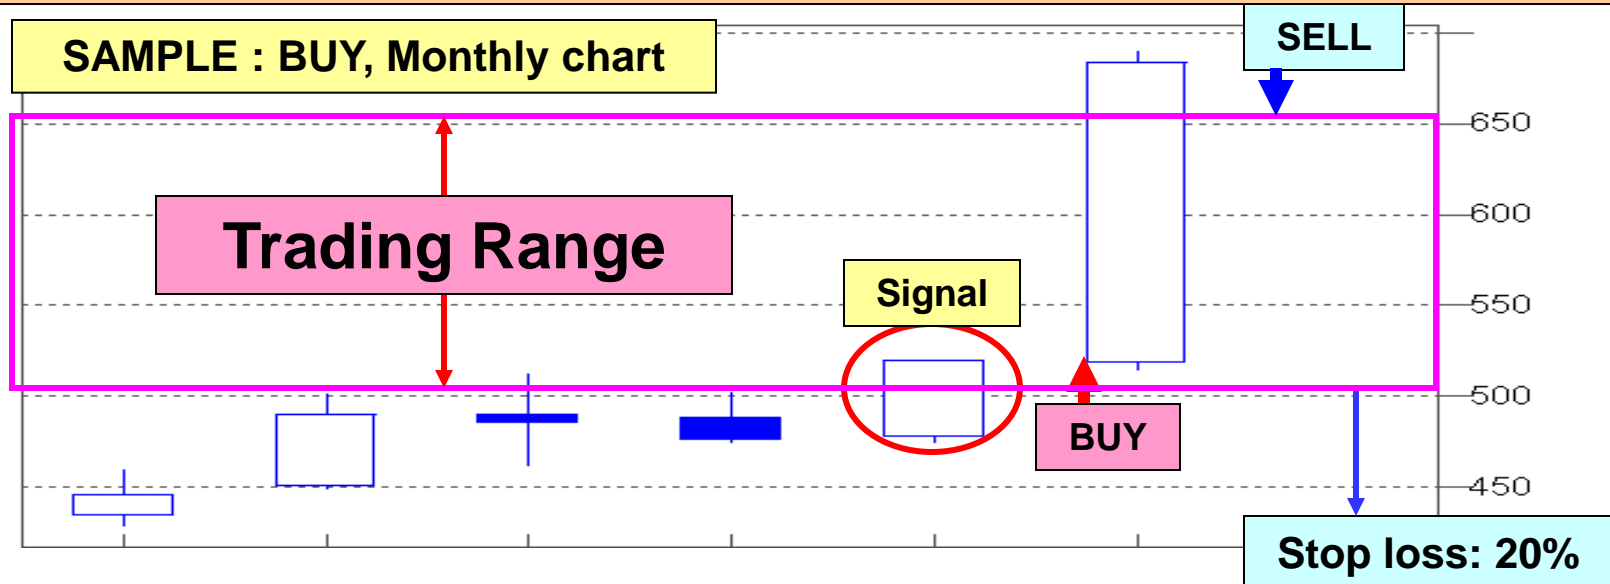 SAMPLE : BUY, Monthly chart
SELL
650
Trading Range
600
Signal
550
500
BUY
450
Stop loss: 20%